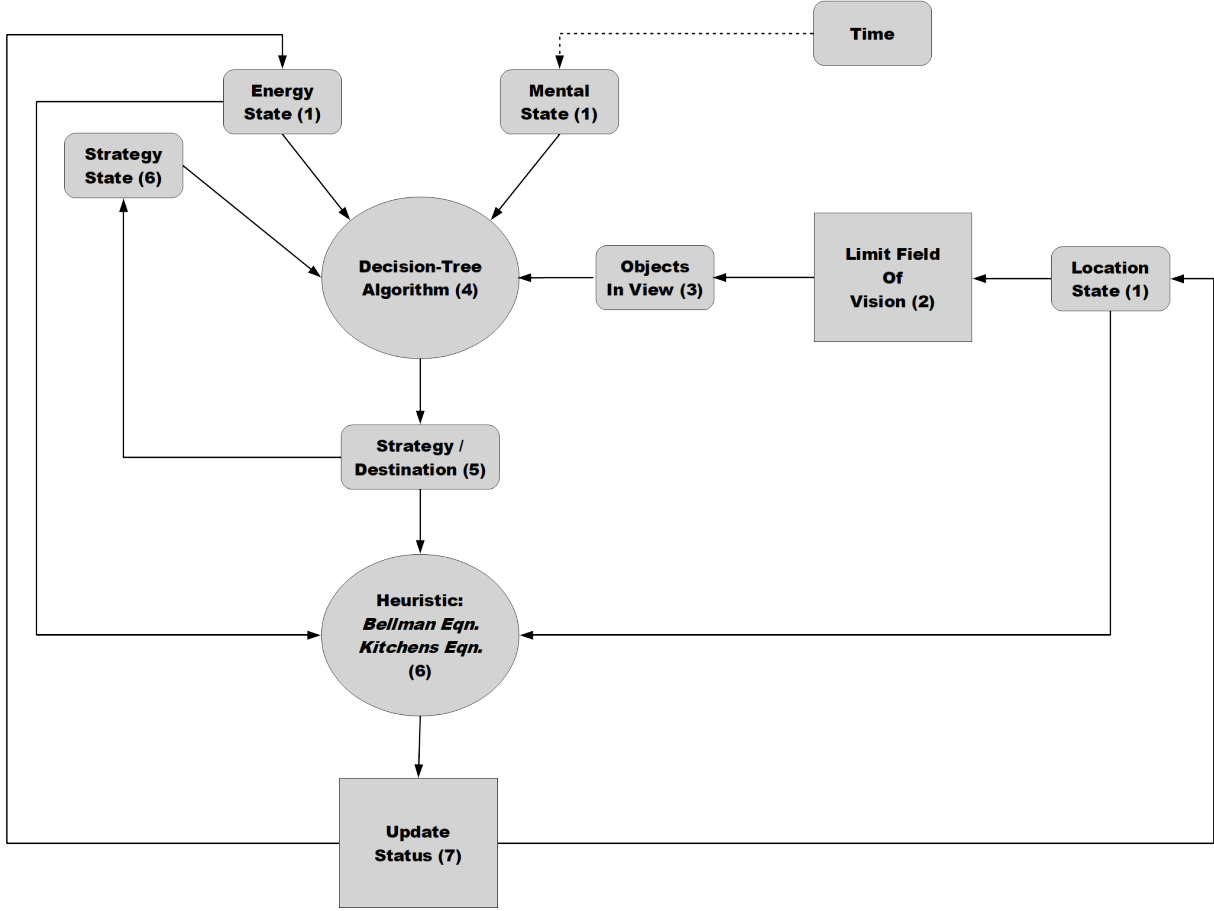 Time
Energy
State (1)
Mental
State (1)
Strategy
State (6)
Decision-Tree
Algorithm (4)
Objects
In View (3)
Limit Field
Of
Vision (2)
Location
State (1)
Strategy /
Destination (5)
Heuristic:
Bellman Eqn.
Kitchens Eqn.
(6)
Update
Status (7)